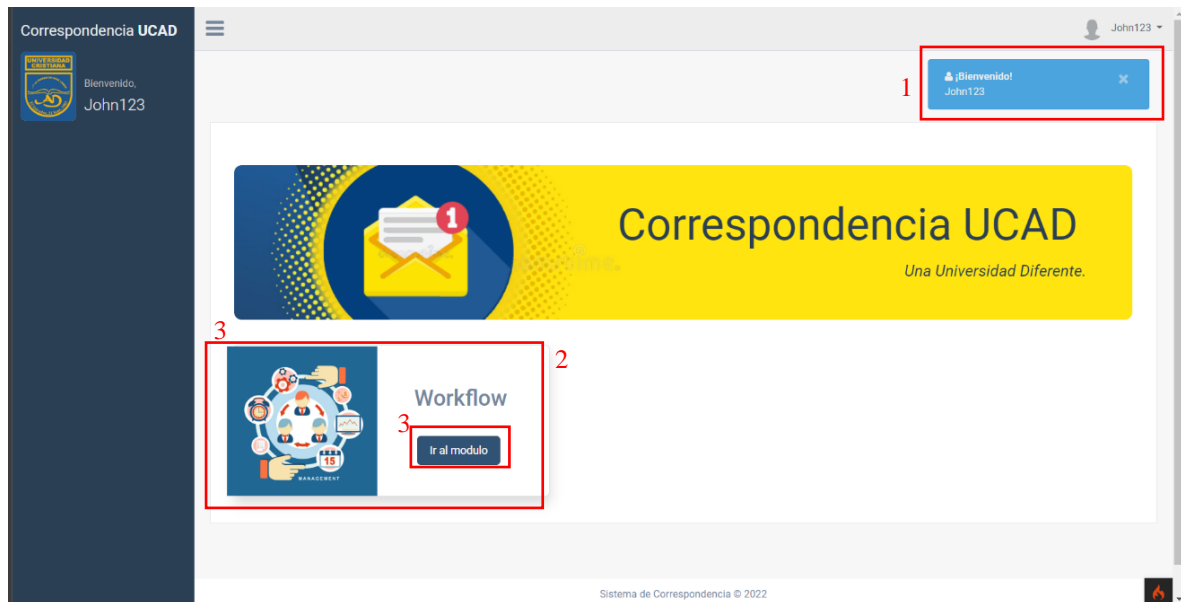 Correspondencia UCAD
John123
UNIVERSIDAD
CRISTIANA
Bienvenido,
John123
1
¡Bienvenido!
John123
1
Correspondencia UCAD
Una Universidad Diferente.
3
2
Workflow
3
Ir al modulo
15
MANAGEMENT
Sistema de Correspondencia © 2022